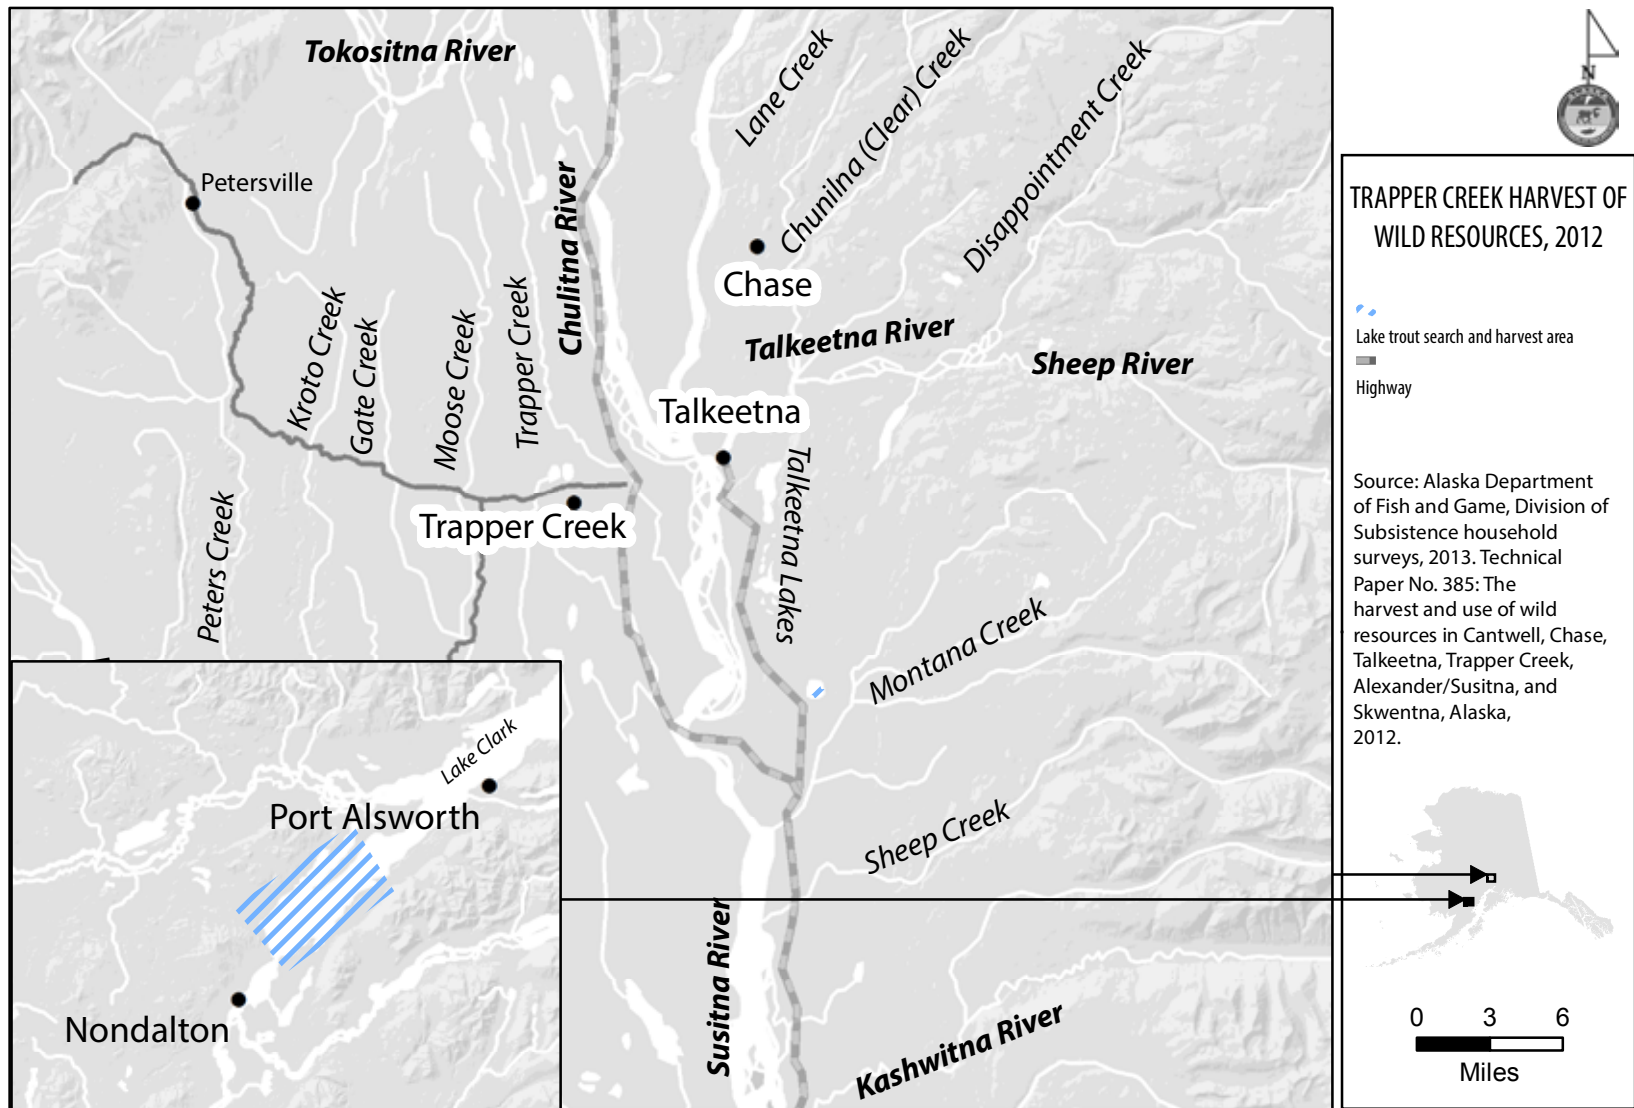 Tokositna River
Lane Creek
Chunilna (Clear) Creek
Disappointment Creek
Petersville
Chulitna River
Chase
Kroto Creek
Gate Creek
Moose Creek
Trapper Creek
Talkeetna River
Sheep River
Talkeetna
Talkeetna Lakes
Trapper Creek
Peters Creek
Montana Creek
Sheep Creek
Susitna River
Kashwitna River
Lake Clark
Port Alsworth
Nondalton
N
TRAPPER CREEK HARVEST OF
WILD RESOURCES, 2012
Lake trout search and harvest area
Highway
Source: Alaska Department
of Fish and Game, Division of
Subsistence household
surveys, 2013. Technical
Paper No. 385: The
harvest and use of wild
resources in Cantwell, Chase,
Talkeetna, Trapper Creek,
Alexander/Susitna, and
Skwentna, Alaska,
2012.
0 3 6
Miles